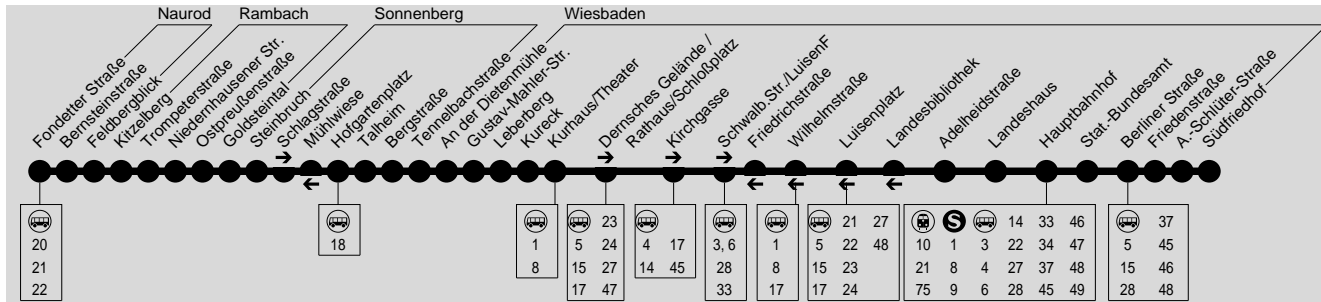 Naurod
Rambach
Sonnenberg
Wiesbaden
Fondetter Straße
Bernsteinstraße
Feldbergblick
Kitzelberg
Trompeterstraße
Niedernhausener Str.
Ostpreußenstraße
Goldsteintal
Steinbruch
Schlagstraße
Mühlwiese
Hofgartenplatz
Talheim
Bergstraße
Tennelbachstraße
An der Dietenmühle
Gustav-Mahler-Str.
Leberberg
Kureck
Kurhaus/Theater
Dernsches Gelände /
Rathaus/Schloßplatz
Kirchgasse
Schwalb.Str./LuisenF
Friedrichstraße
Wilhelmstraße
Luisenplatz
Landesbibliothek
Adelheidstraße
Landeshaus
Hauptbahnhof
Stat.-Bundesamt
Berliner Straße
Friedenstraße
A.-Schlüter-Straße
Südfriedhof
20
21
22
18
1
8
23
5 24
15 27
17 47
4 17
14 45
3, 6
28
33
1
8
17
21 27
5 22 48
15 23
17 24
S 14 33 46
10 1 3 22 34 47
21 8 4 27 37 48
75 9 6 28 45 49
37
5 45
15 46
28 48